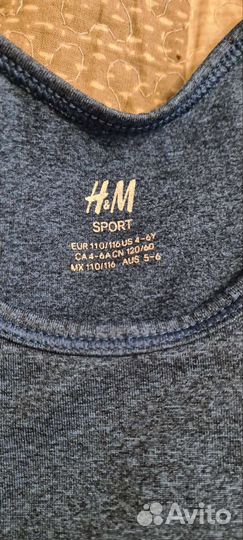 H&M
SPORT
EUR 110/116 US 4-6Y
CA 4-6A CN 120/60
MX 110/116 AUS 5-6
Avito